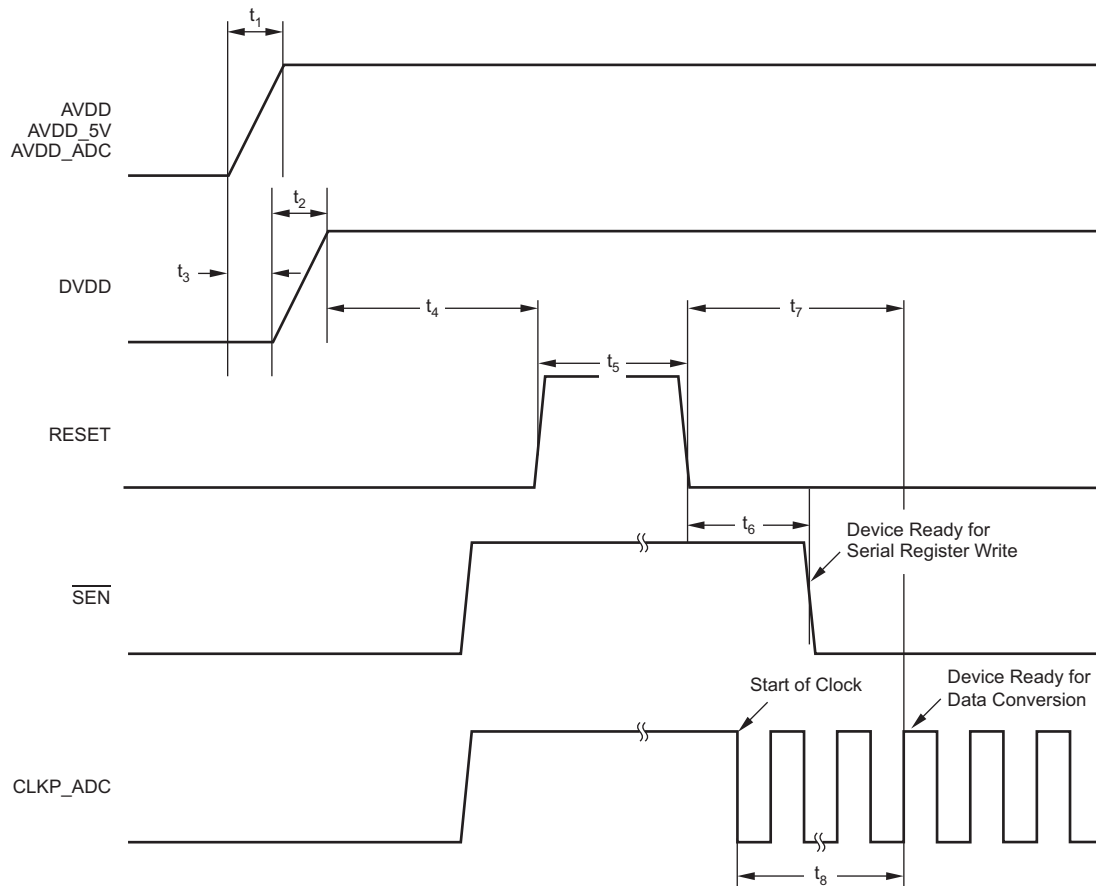 t1
AVDD
AVDD_5V
AVDD_ADC
t2
t3
DVDD
t4
t7
t5
RESET
t6
Device Ready for
Serial Register Write
SEN
Start of Clock
Device Ready for
Data Conversion
CLKP_ADC
t8